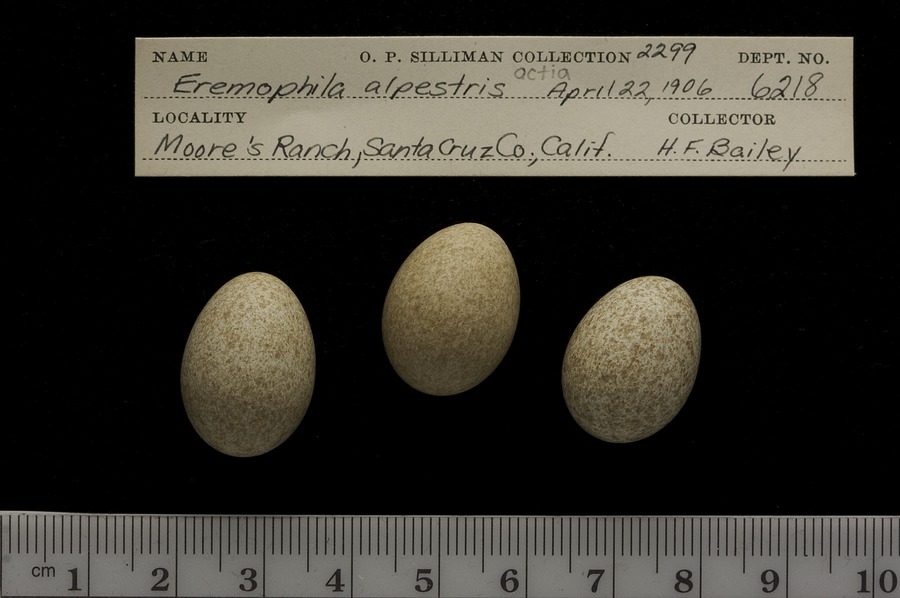 NAME O. P. SILLIMAN COLLECTION 2299 DEPT. NO.
Eremophila alpestris actia April 22, 1906 6218
LOCALITY COLLECTOR
Moore's Ranch, Santa Cruz Co., Calif. H. F. Bailey
cm 1 2 3 4 5 6 7 8 9 10